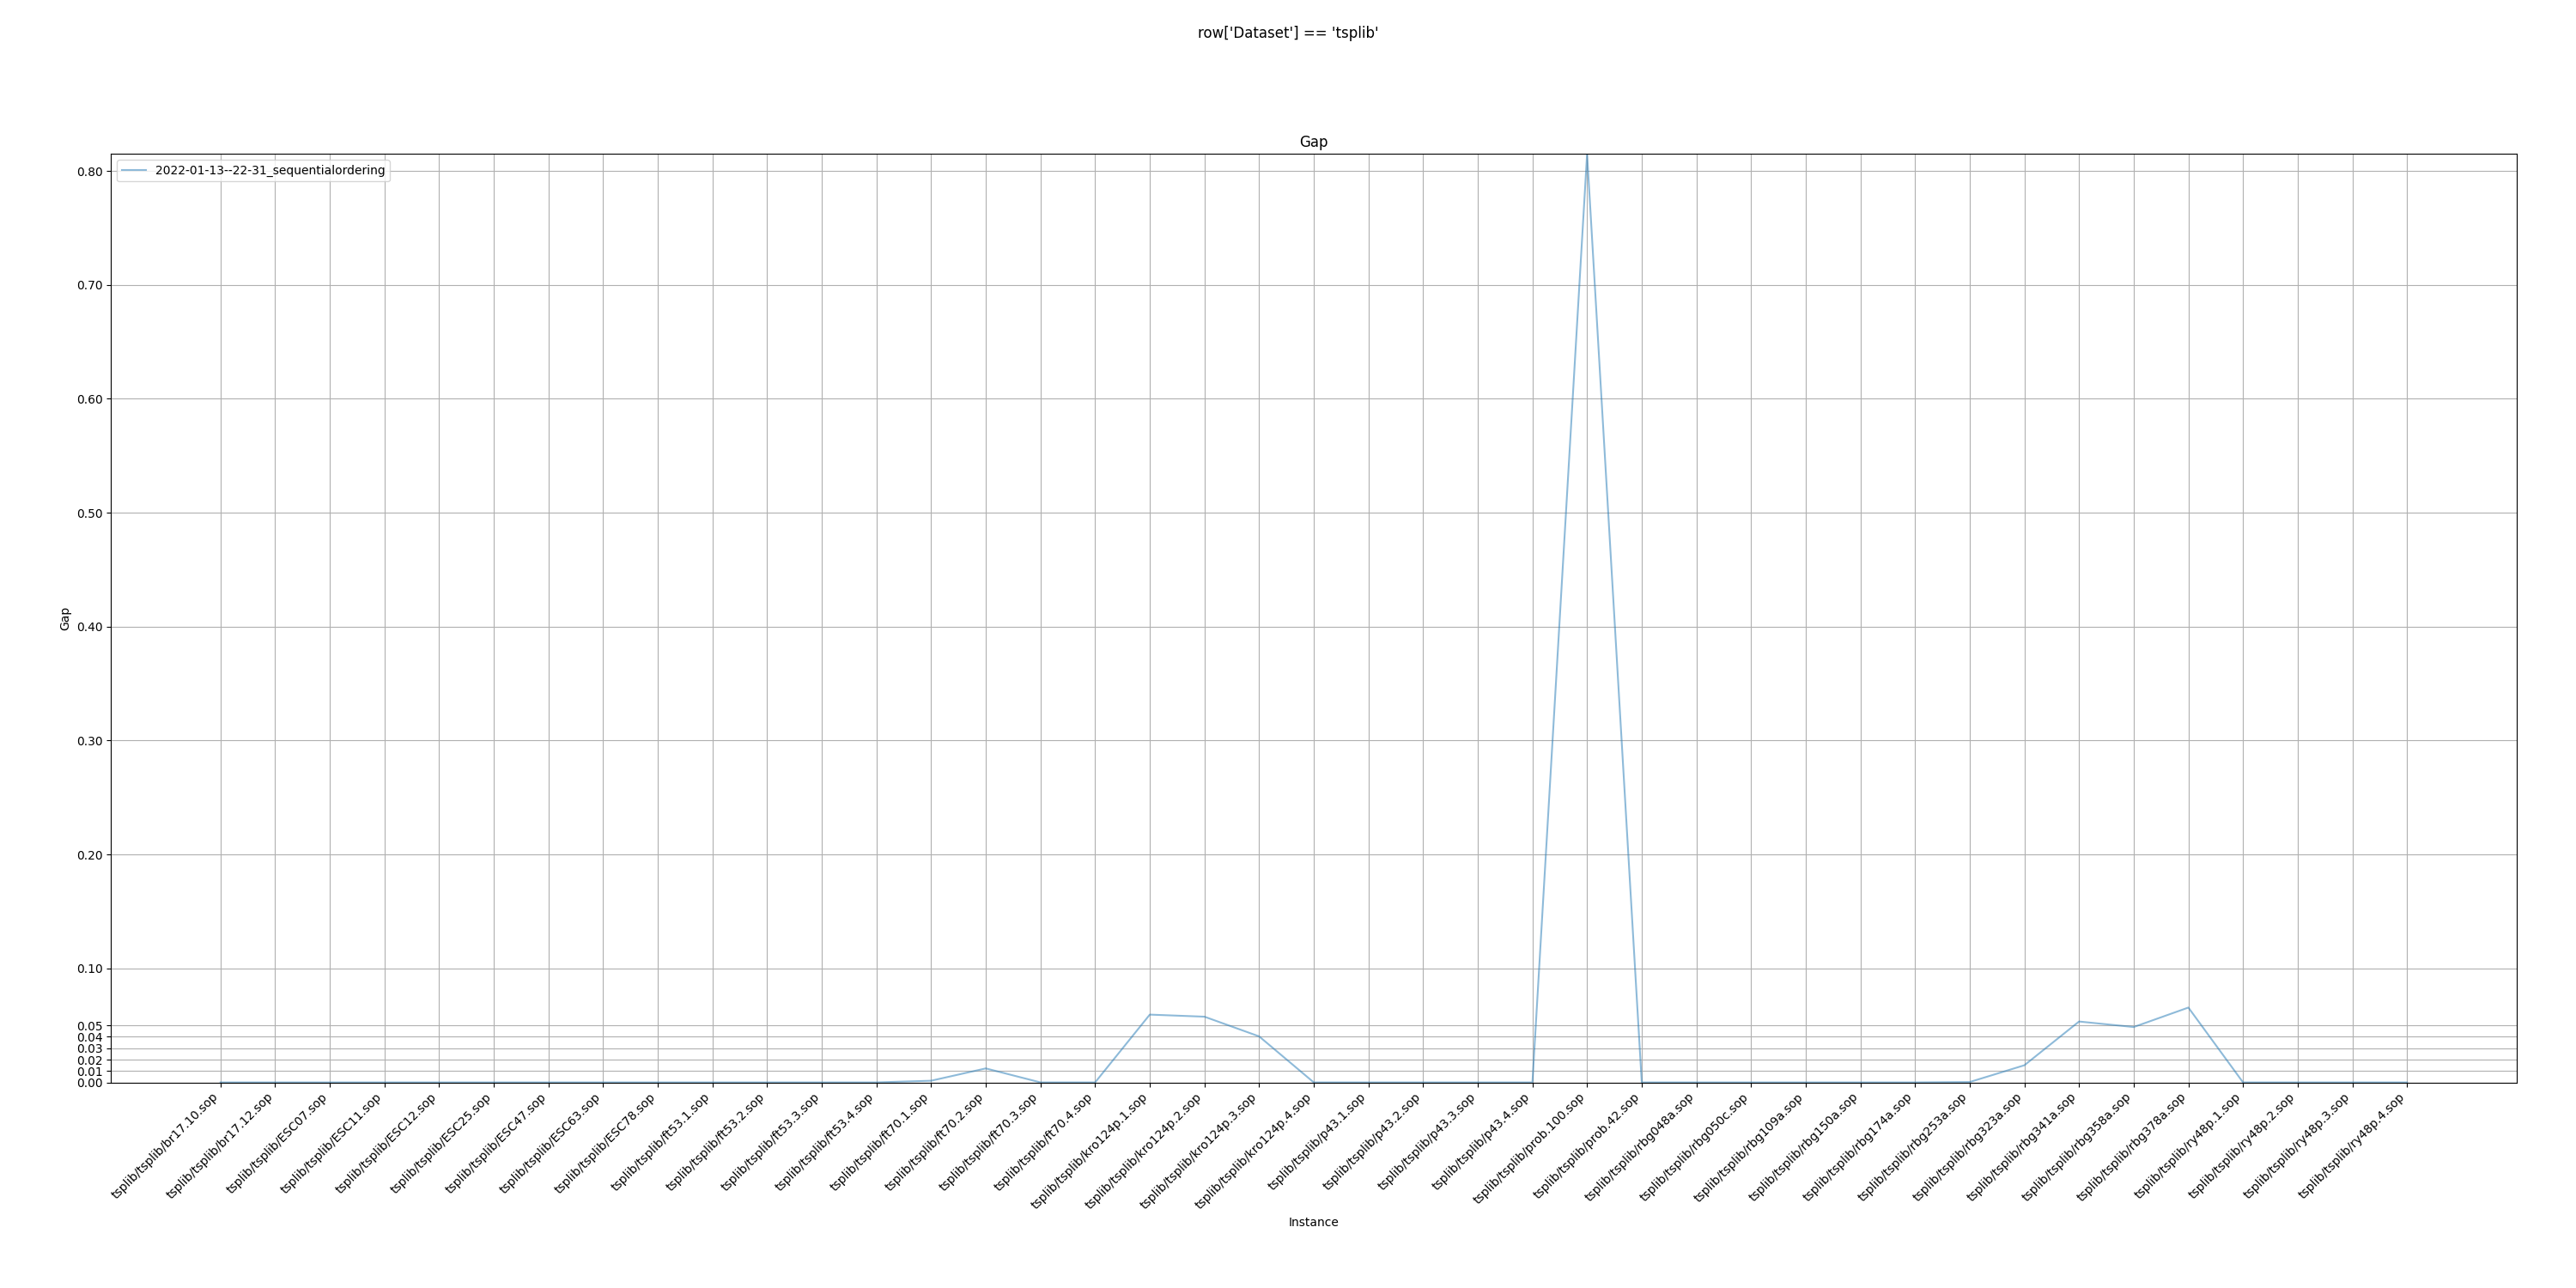 row['Dataset'] == 'tsplib'
Gap
2022-01-13--22-31_sequentialordering
0.80
0.70
0.60
0.50
0.40
0.30
0.20
0.10
0.05
0.04
0.03
0.02
0.01
0.00
Gap
tsplib/tsplib/br17.10.sop
tsplib/tsplib/br17.12.sop
tsplib/tsplib/ESC07.sop
tsplib/tsplib/ESC11.sop
tsplib/tsplib/ESC12.sop
tsplib/tsplib/ESC25.sop
tsplib/tsplib/ESC47.sop
tsplib/tsplib/ESC63.sop
tsplib/tsplib/ESC78.sop
tsplib/tsplib/ft53.1.sop
tsplib/tsplib/ft53.2.sop
tsplib/tsplib/ft53.3.sop
tsplib/tsplib/ft53.4.sop
tsplib/tsplib/ft70.1.sop
tsplib/tsplib/ft70.2.sop
tsplib/tsplib/ft70.3.sop
tsplib/tsplib/ft70.4.sop
tsplib/tsplib/kro124p.1.sop
tsplib/tsplib/kro124p.2.sop
tsplib/tsplib/kro124p.3.sop
tsplib/tsplib/kro124p.4.sop
tsplib/tsplib/p43.1.sop
tsplib/tsplib/p43.2.sop
tsplib/tsplib/p43.3.sop
tsplib/tsplib/p43.4.sop
tsplib/tsplib/prob.100.sop
tsplib/tsplib/prob.42.sop
tsplib/tsplib/rbg048a.sop
tsplib/tsplib/rbg050c.sop
tsplib/tsplib/rbg109a.sop
tsplib/tsplib/rbg150a.sop
tsplib/tsplib/rbg174a.sop
tsplib/tsplib/rbg253a.sop
tsplib/tsplib/rbg323a.sop
tsplib/tsplib/rbg341a.sop
tsplib/tsplib/rbg358a.sop
tsplib/tsplib/rbg378a.sop
tsplib/tsplib/ry48p.1.sop
tsplib/tsplib/ry48p.2.sop
tsplib/tsplib/ry48p.3.sop
tsplib/tsplib/ry48p.4.sop
Instance